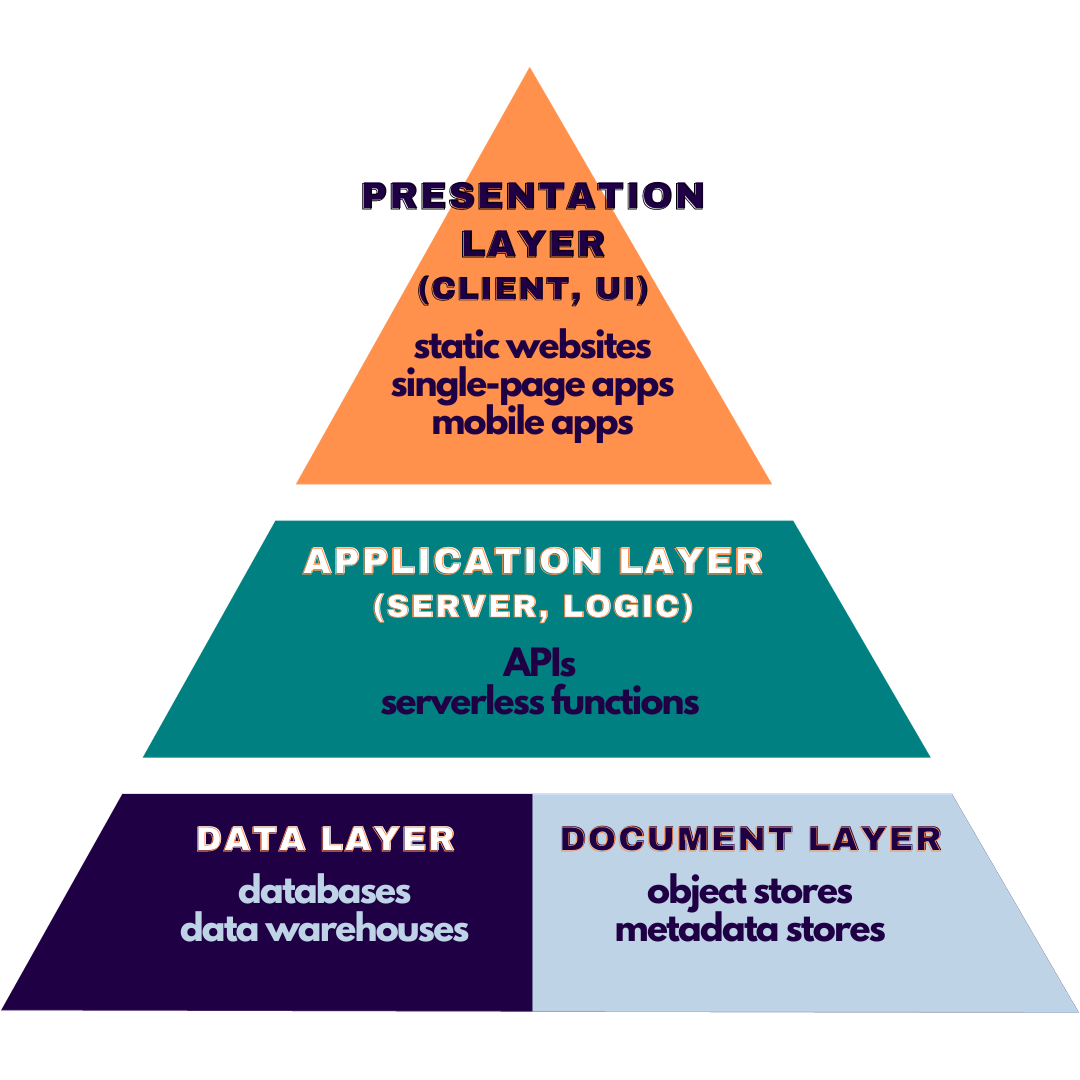 PRESENTATION
LAYER
(CLIENT, UI)
static websites
single-page apps
mobile apps
APPLICATION LAYER
(SERVER, LOGIC)
APIs
serverless functions
DATA LAYER
databases
data warehouses
DOCUMENT LAYER
object stores
metadata stores